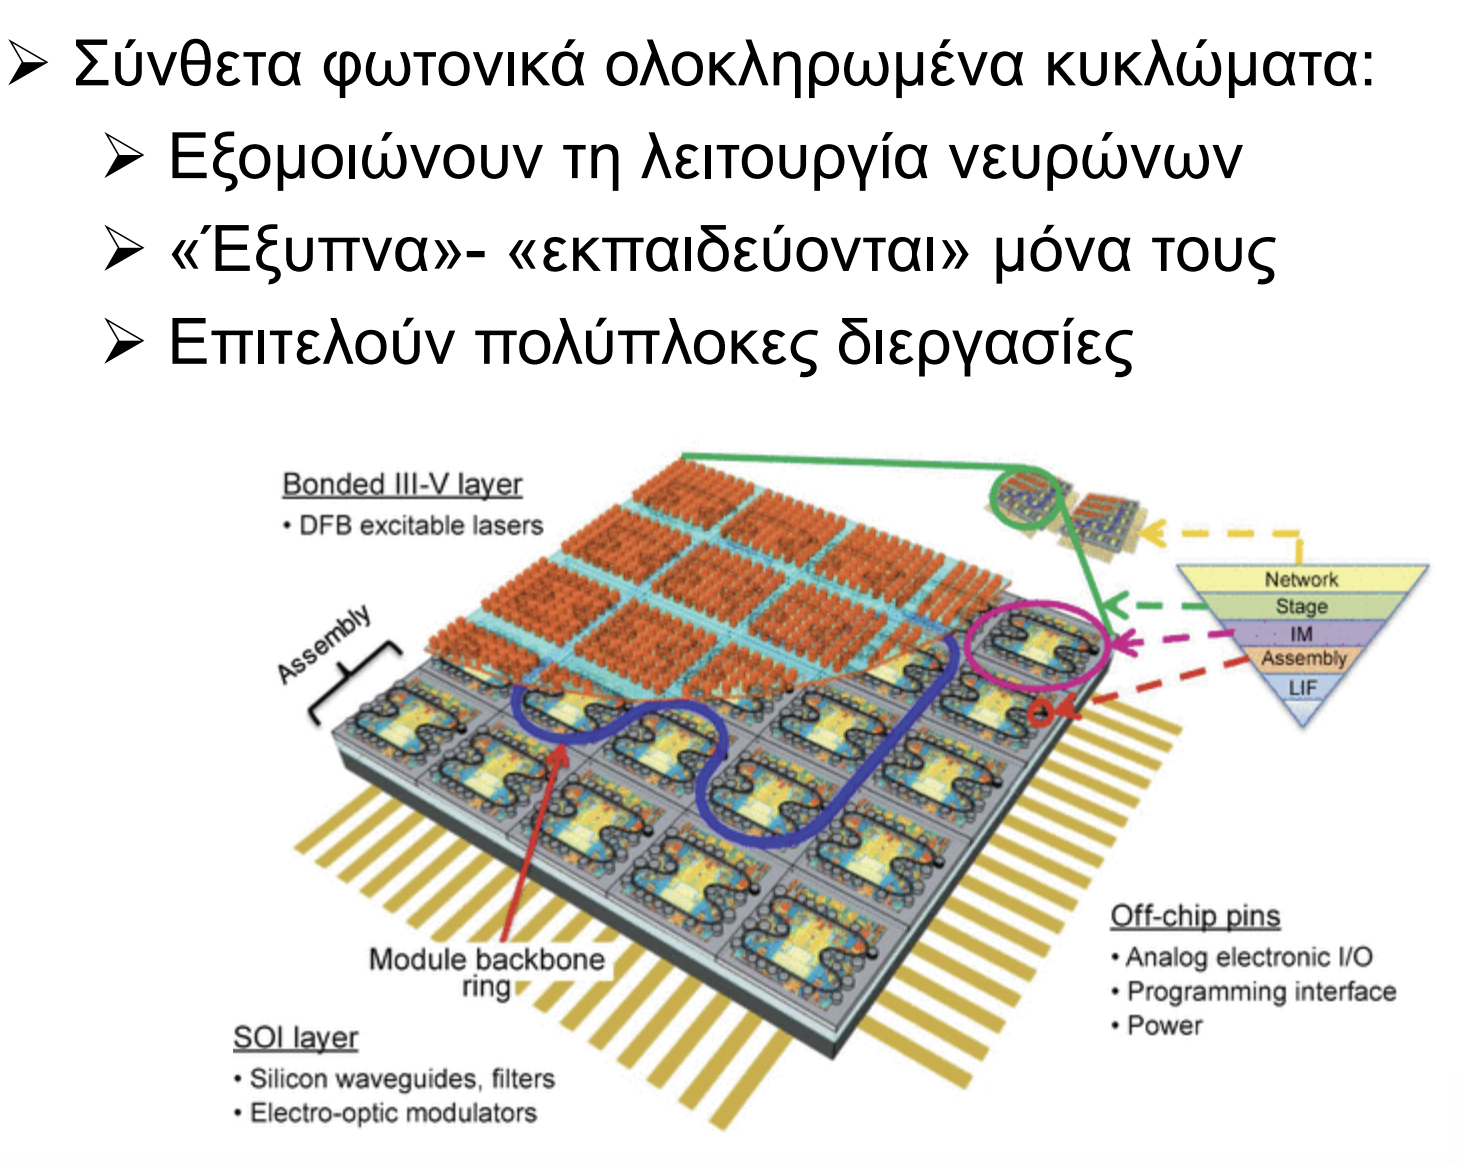 ➢ Σύνθετα φωτονικά ολοκληρωμένα κυκλώματα:
➢ Εξομοιώνουν τη λειτουργία νευρώνων
➢ «Έξυπνα»- «εκπαιδεύονται» μόνα τους
➢ Επιτελούν πολύπλοκες διεργασίες
Bonded III-V layer
• DFB excitable lasers
Assembly
Network
Stage
IM
Assembly
LIF
Module backbone
ring
Off-chip pins
• Analog electronic I/O
• Programming interface
• Power
SOI layer
• Silicon waveguides, filters
• Electro-optic modulators